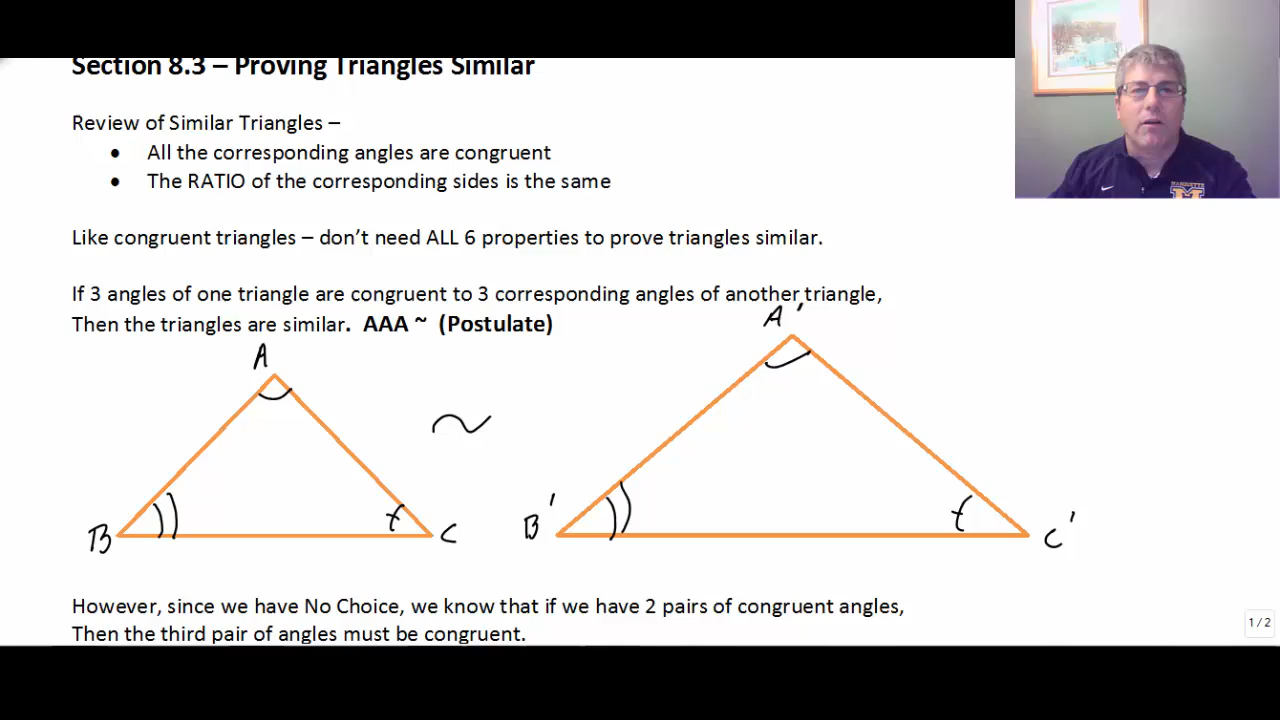 Section 8.3 – Proving Triangles Similar
Review of Similar Triangles –
• All the corresponding angles are congruent
• The RATIO of the corresponding sides is the same
Like congruent triangles – don't need ALL 6 properties to prove triangles similar.
If 3 angles of one triangle are congruent to 3 corresponding angles of another triangle,
Then the triangles are similar. AAA ~ (Postulate)
A A'
~
B C B' C'
However, since we have No Choice, we know that if we have 2 pairs of congruent angles,
Then the third pair of angles must be congruent.
1 / 2
MARQUETTE
M